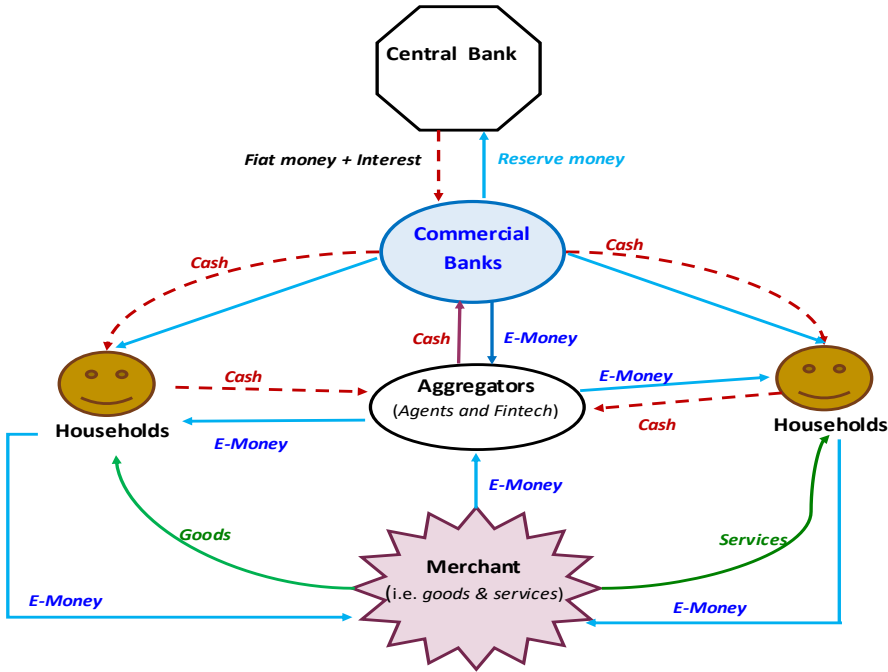 Central Bank
Fiat money + Interest
Reserve money
Commercial
Banks
Cash
Cash
Cash
E-Money
Cash
Aggregators
(Agents and Fintech)
E-Money
Cash
Households
Households
E-Money
E-Money
Goods
Services
Merchant
(i.e. goods & services)
E-Money
E-Money